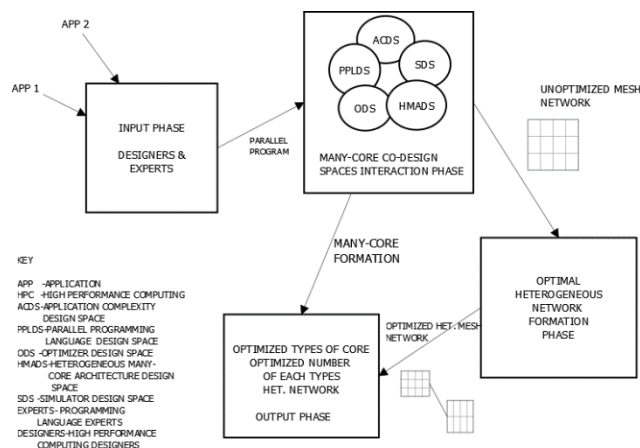 APP 2
APP 1
INPUT PHASE
DESIGNERS &
EXPERTS
PARALLEL
PROGRAM
ACDS
PPLDS
SDS
ODS
HMADS
MANY-CORE CO-DESIGN
SPACES INTERACTION PHASE
UNOPTIMIZED MESH
NETWORK
MANY-CORE
FORMATION
OPTIMAL
HETEROGENEOUS
NETWORK
FORMATION
PHASE
OPTIMIZED HET. MESH
NETWORK
OPTIMIZED TYPES OF CORE
OPTIMIZED NUMBER
OF EACH TYPES
HET. NETWORK
OUTPUT PHASE
KEY
APP -APPLICATION
HPC -HIGH PERFORMANCE COMPUTING
ACDS-APPLICATION COMPLEXITY
DESIGN SPACE
PPLDS-PARALLEL PROGRAMMING
LANGUAGE DESIGN SPACE
ODS -OPTIMIZER DESIGN SPACE
HMADS-HETEROGENEOUS MANY-
CORE ARCHITECTURE DESIGN
SPACE
SDS -SIMULATOR DESIGN SPACE
EXPERTS-PROGRAMMING
LANGUAGE EXPERTS
DESIGNERS-HIGH PERFORMANCE
COMPUTING DESIGNERS